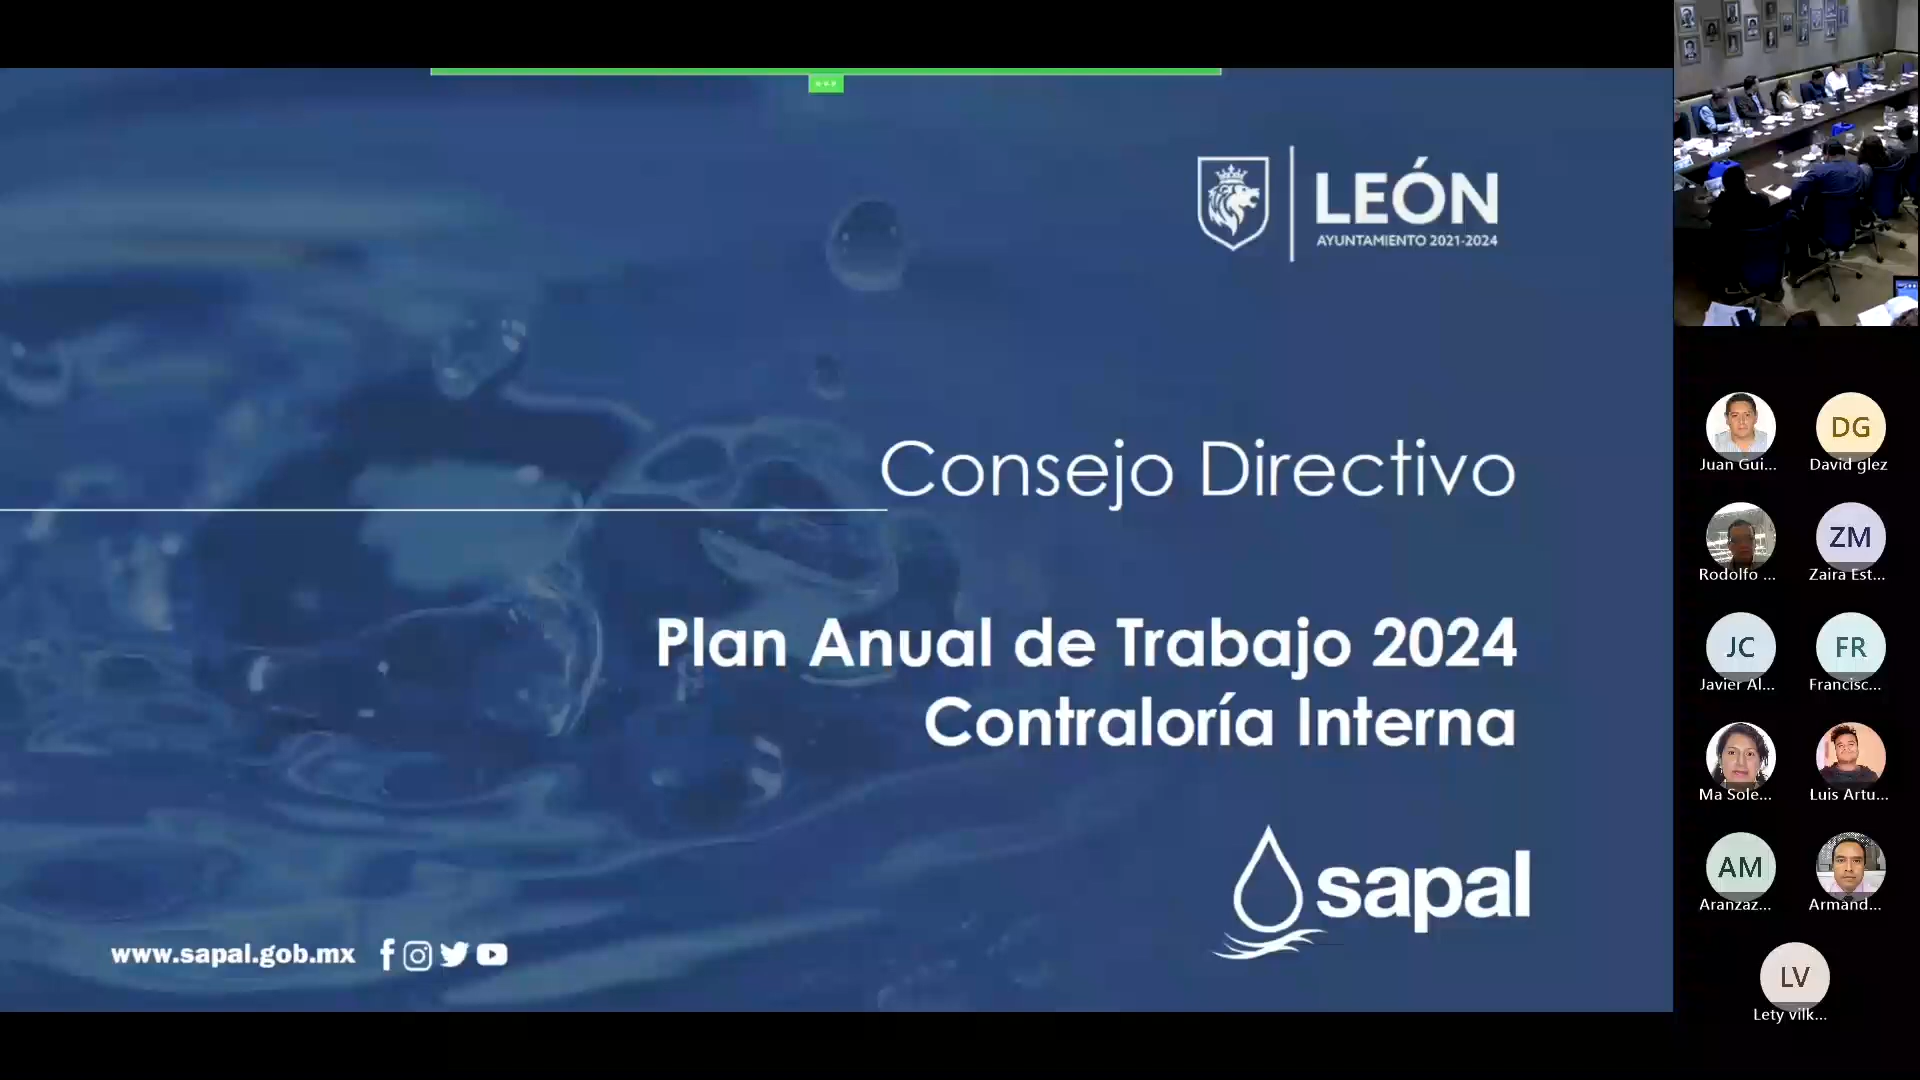 LEÓN
AYUNTAMIENTO 2021-2024
Consejo Directivo
Plan Anual de Trabajo 2024
Contraloría Interna
sapal
www.sapal.gob.mx
Juan Gui...
DG
David glez
Rodolfo ...
ZM
Zaira Est...
JC
Javier Al...
FR
Francisc...
Ma Sole...
Luis Artu...
AM
Aranzaz...
Armand...
LV
Lety vilk...